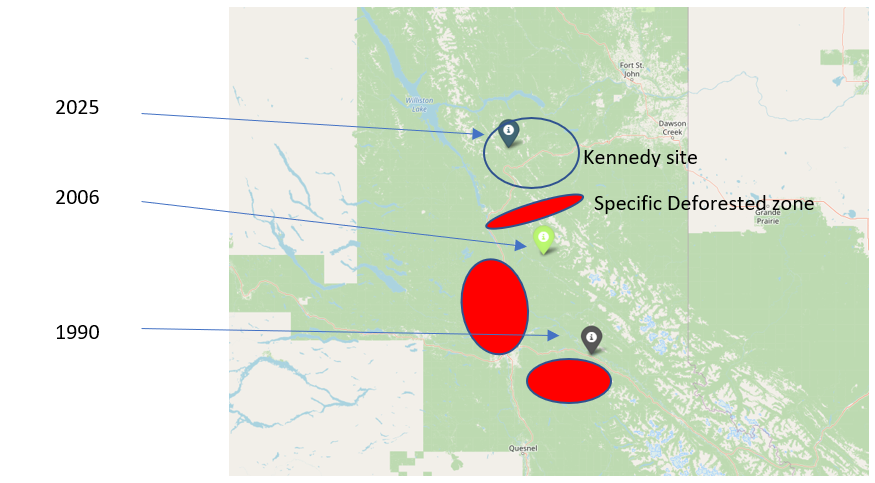 Fort St.
John
2025
Williston
Lake
Dawson
Creek
Kennedy site
2006
Specific Deforested zone
Grande
Prairie
1990
Quesnel